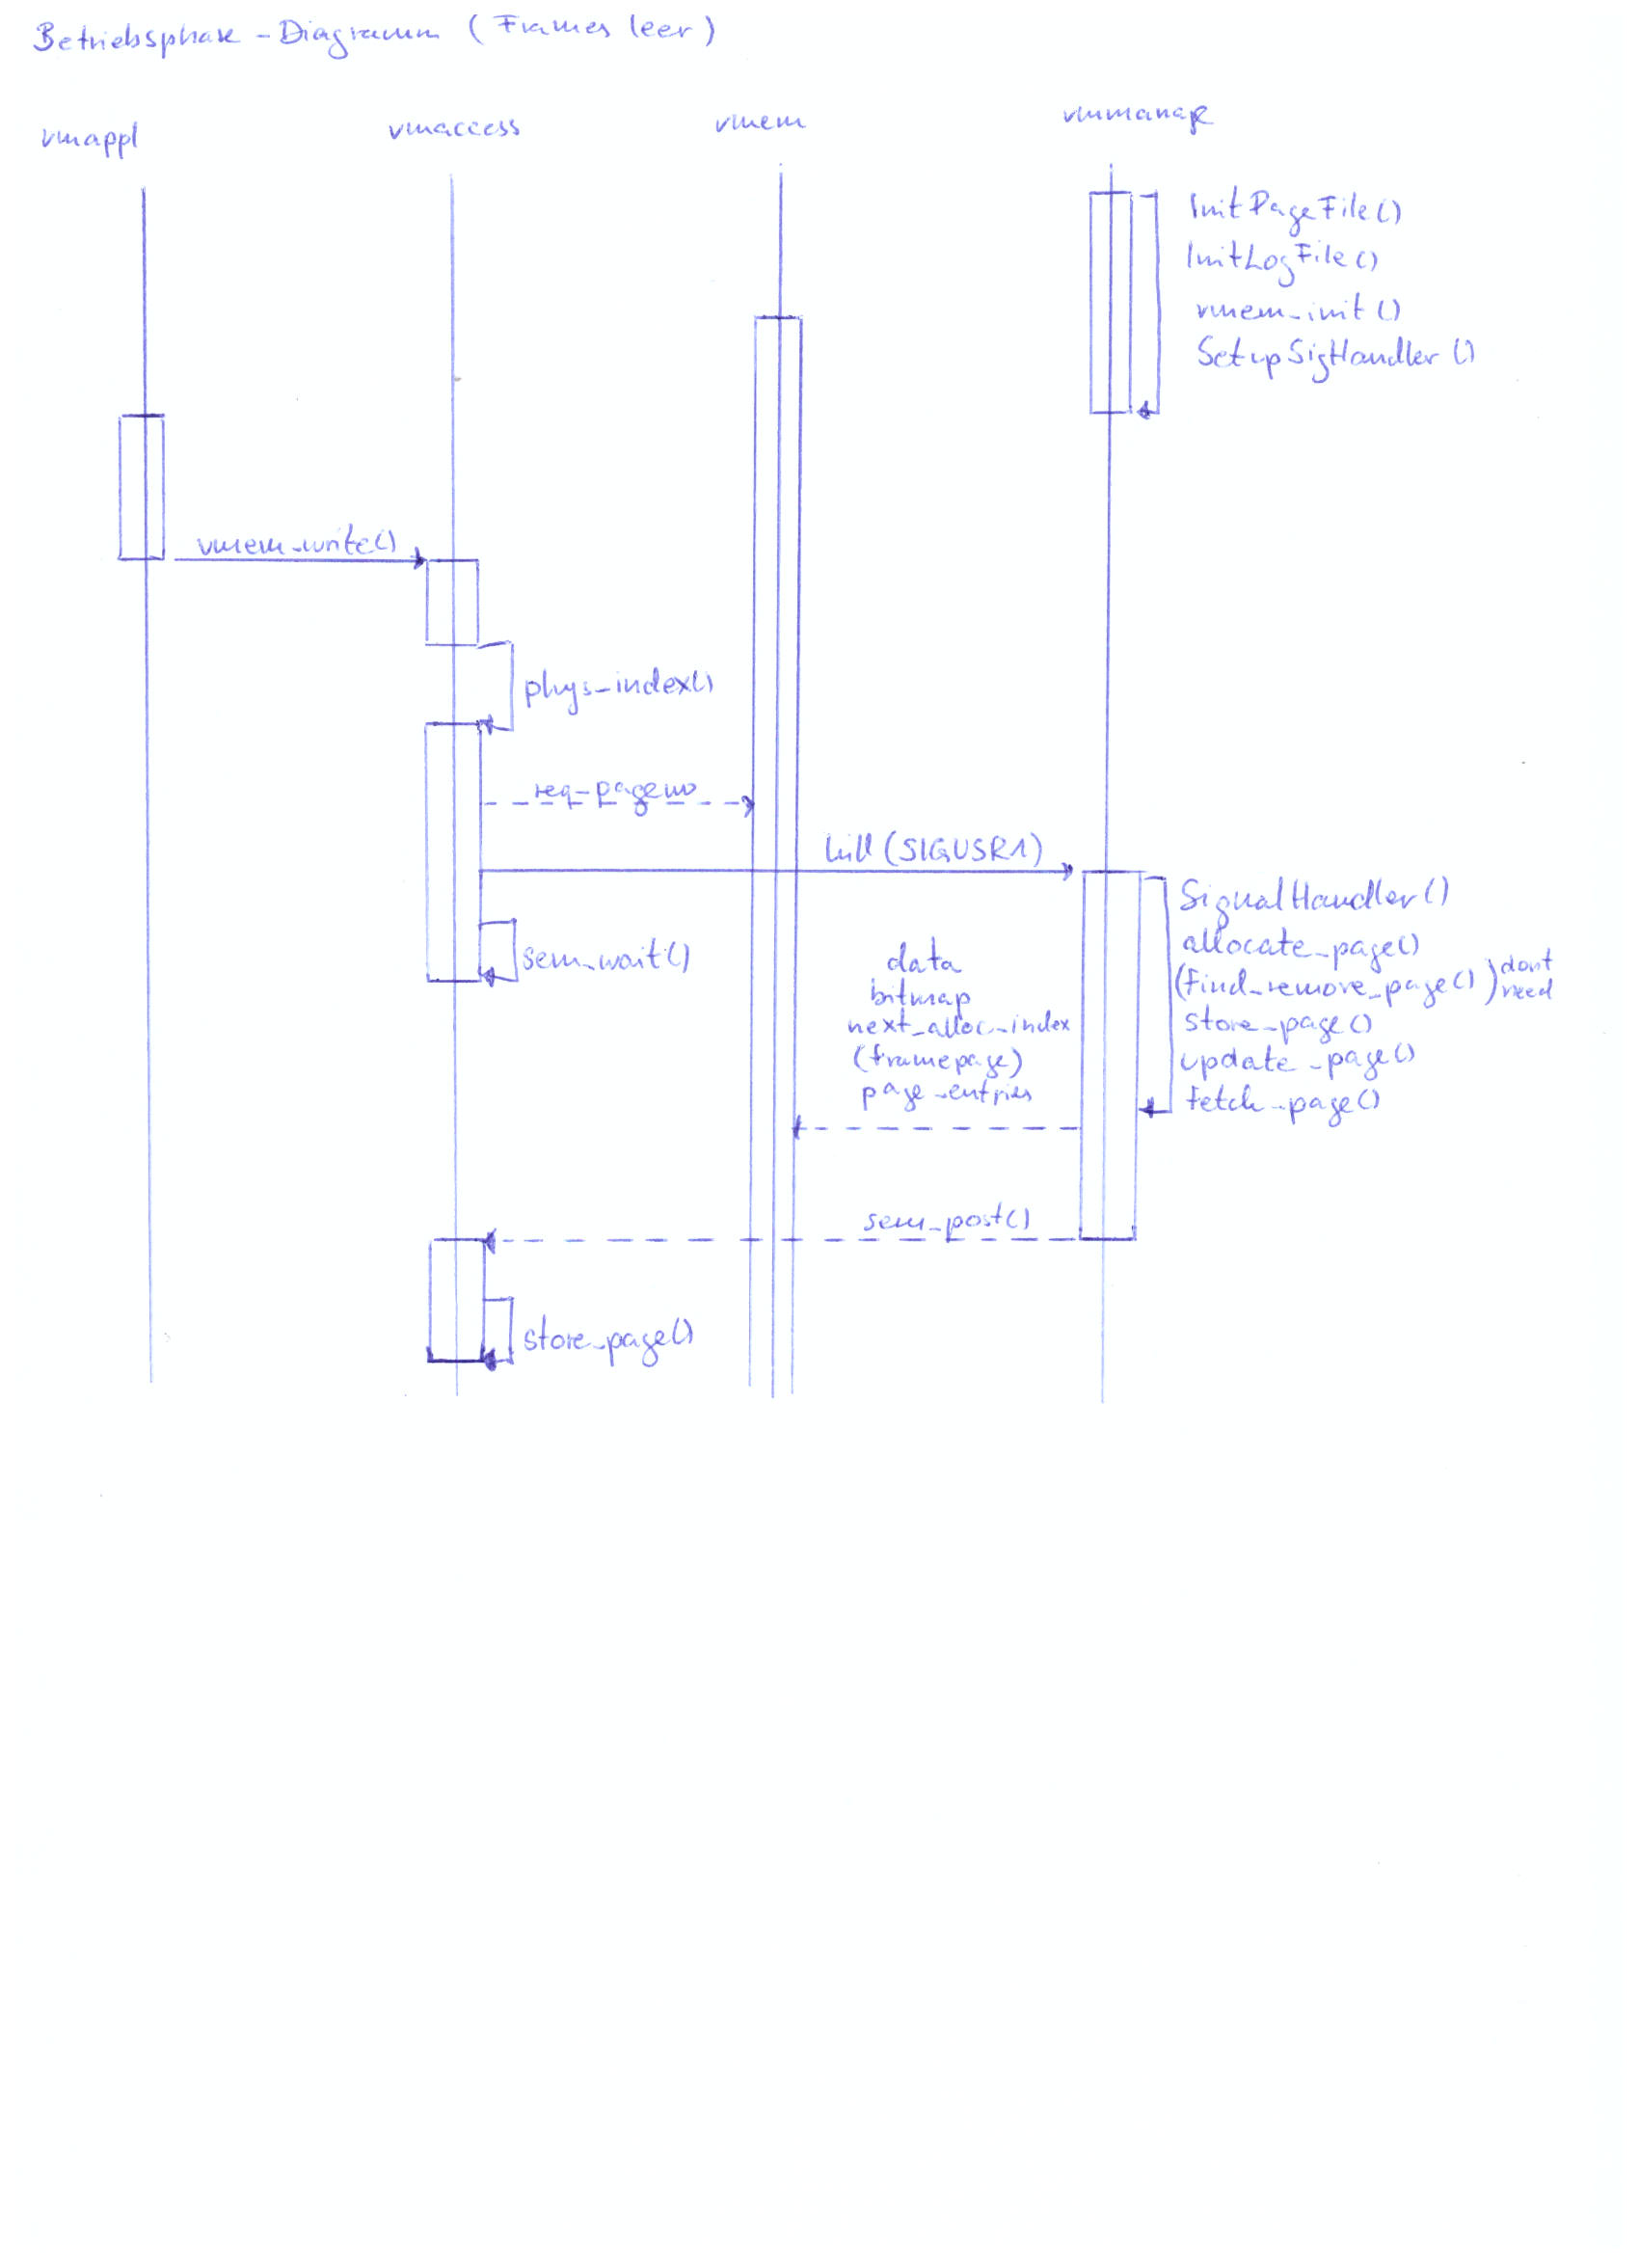 Betriebsphase - Diagramm (Frames leer)
vmappl
vmaccess
vmem
vmmanage
InitPageFile()
InitLogFile()
vmem_init()
SetupSigHandler()
vmem_write()
phys_index()
req_pageno
kill (SIGUSR1)
sem_wait()
SignalHandler()
allocate_page()
(find_remove_page()) dont need
store_page()
update_page()
fetch_page()
data
bitmap
next_alloc_index
(framepage)
page_entries
sem_post()
store_page()